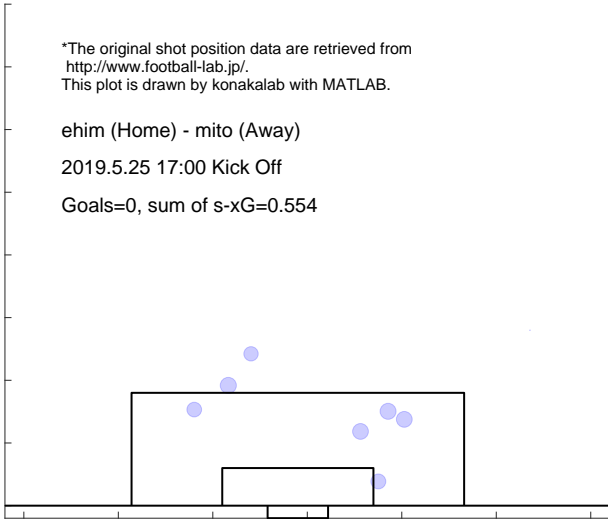 *The original shot position data are retrieved from
http://www.football-lab.jp/.
This plot is drawn by konakalab with MATLAB.
ehim (Home) - mito (Away)
2019.5.25 17:00 Kick Off
Goals=0, sum of s-xG=0.554